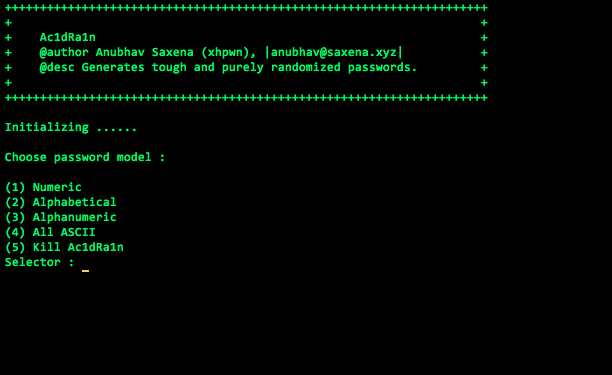 +++++++++++++++++++++++++++++++++++++++++++++++++++++++++++++++++++++
+                                                                   +
+    Ac1dRa1n                                                       +
+    @author Anubhav Saxena (xhpwn), |anubhav@saxena.xyz|           +
+    @desc Generates tough and purely randomized passwords.         +
+                                                                   +
+++++++++++++++++++++++++++++++++++++++++++++++++++++++++++++++++++++
Initializing ......
Choose password model :
(1) Numeric
(2) Alphabetical
(3) Alphanumeric
(4) All ASCII
(5) Kill Ac1dRa1n
Selector : _